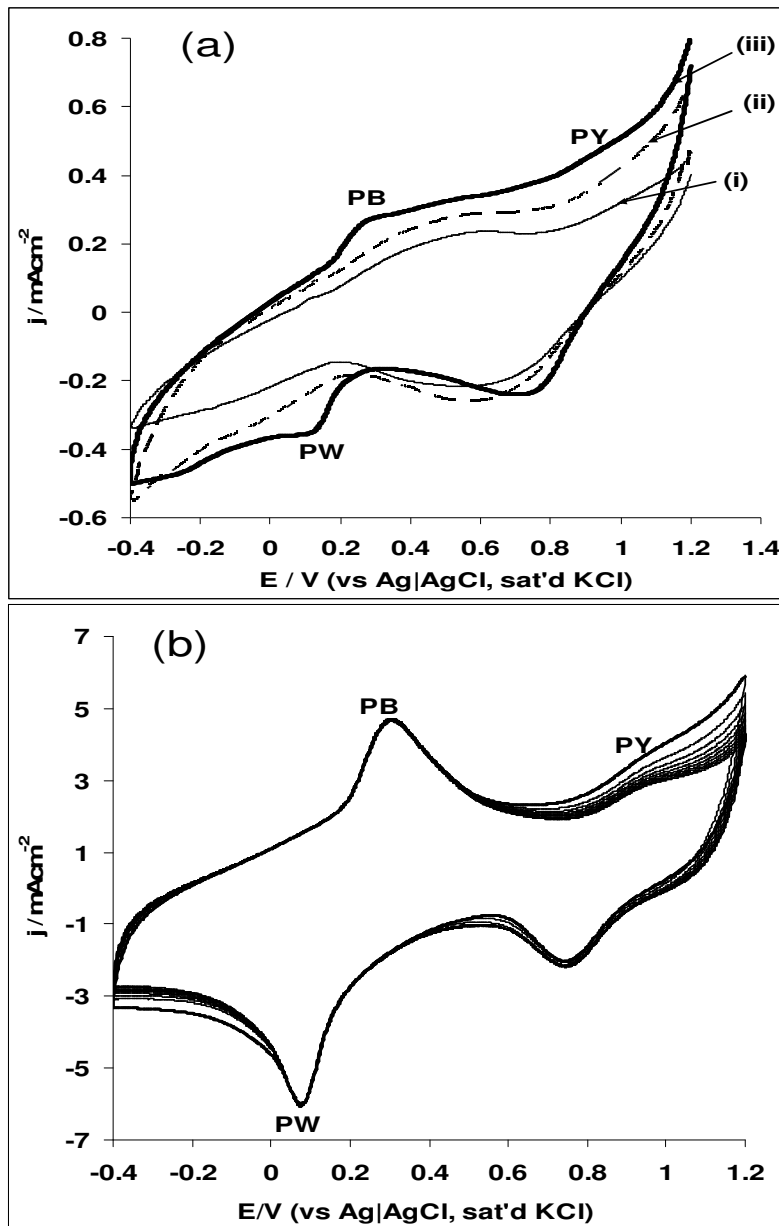 (a)
0.8
0.6
0.4
0.2
0
-0.2
-0.4
-0.6
j / mAcm-2
(iii)
(ii)
(i)
PY
PB
PW
-0.4 -0.2 0 0.2 0.4 0.6 0.8 1 1.2 1.4
E / V (vs Ag|AgCl, sat'd KCl)
(b)
7
5
3
1
-1
-3
-5
-7
j / mAcm-2
PB
PY
PW
-0.4 -0.2 0 0.2 0.4 0.6 0.8 1 1.2
E/V (vs Ag|AgCl, sat'd KCl)